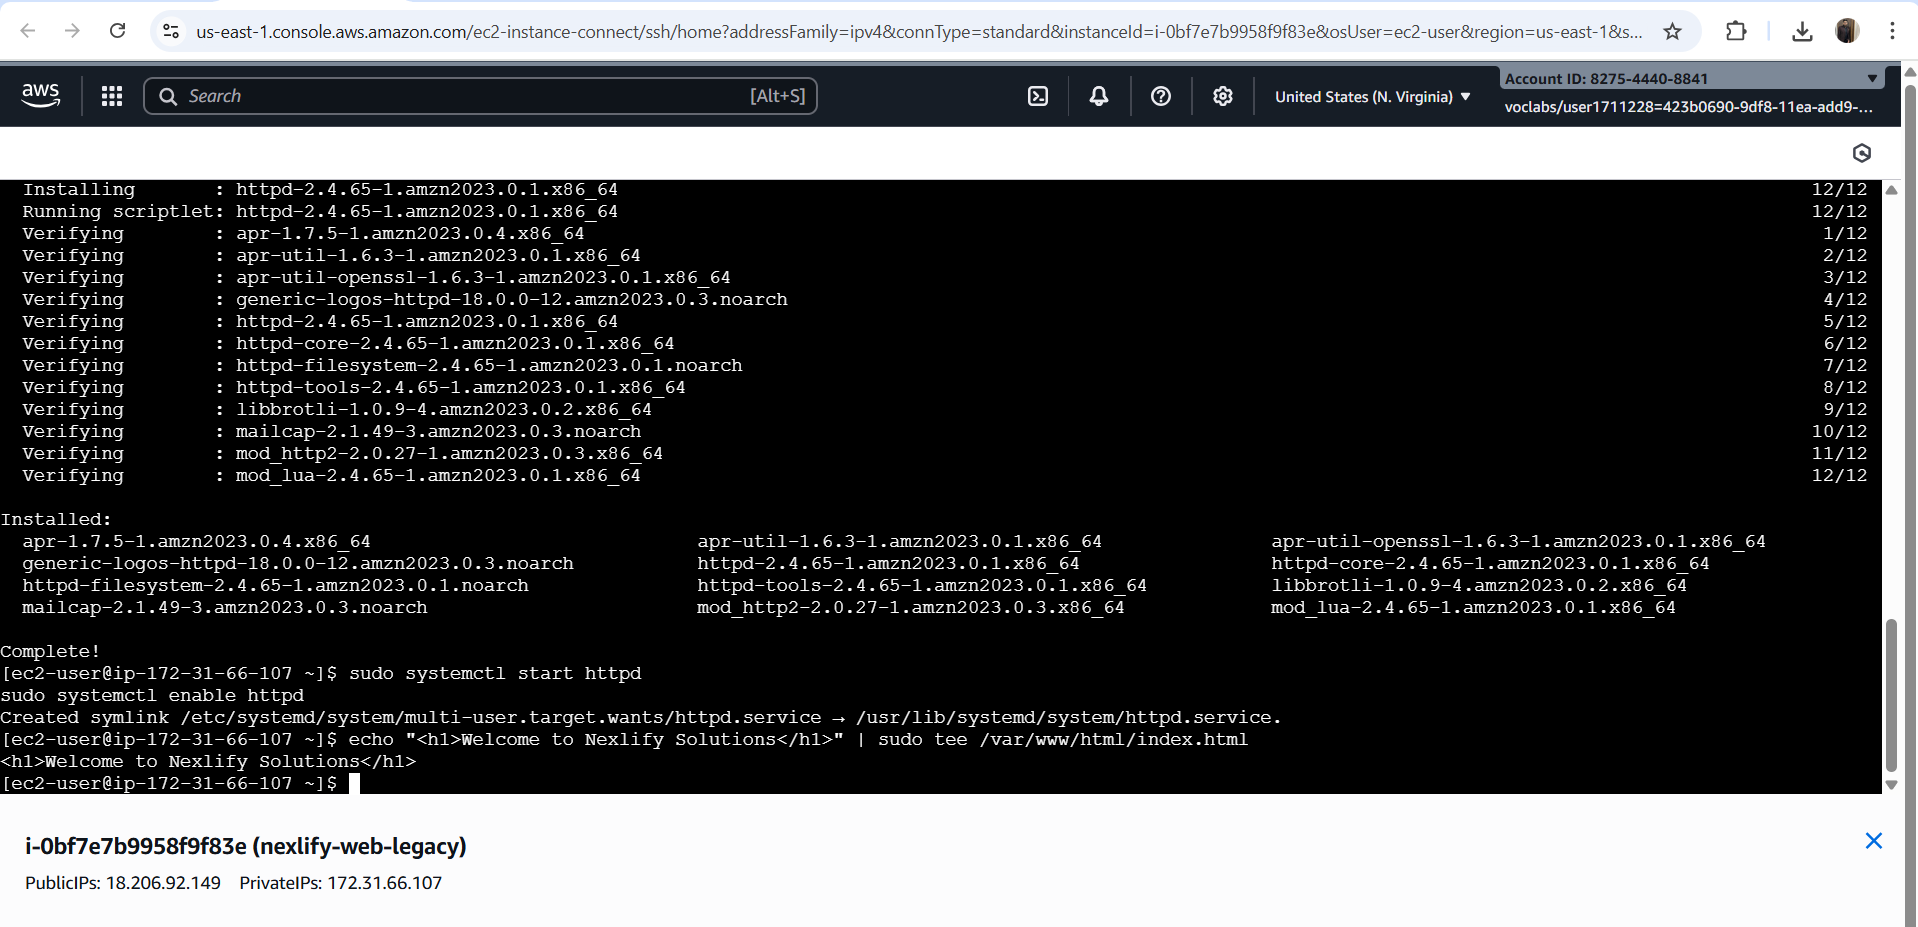 us-east-1.console.aws.amazon.com/ec2-instance-connect/ssh/home?addressFamily=ipv4&connType=standard&instanceId=i-0bf7e7b9958f9f83e&osUser=ec2-user&region=us-east-1&s...
aws
Search [Alt+S]
United States (N. Virginia)
Account ID: 8275-4440-8841
voclabs/user1711228=423b0690-9df8-11ea-add9-...
Installing : httpd-2.4.65-1.amzn2023.0.1.x86_64 12/12
Running scriptlet: httpd-2.4.65-1.amzn2023.0.1.x86_64 12/12
Verifying : apr-1.7.5-1.amzn2023.0.4.x86_64 1/12
Verifying : apr-util-1.6.3-1.amzn2023.0.1.x86_64 2/12
Verifying : apr-util-openssl-1.6.3-1.amzn2023.0.1.x86_64 3/12
Verifying : generic-logos-httpd-18.0.0-12.amzn2023.0.3.noarch 4/12
Verifying : httpd-2.4.65-1.amzn2023.0.1.x86_64 5/12
Verifying : httpd-core-2.4.65-1.amzn2023.0.1.x86_64 6/12
Verifying : httpd-filesystem-2.4.65-1.amzn2023.0.1.noarch 7/12
Verifying : httpd-tools-2.4.65-1.amzn2023.0.1.x86_64 8/12
Verifying : libbrotli-1.0.9-4.amzn2023.0.2.x86_64 9/12
Verifying : mailcap-2.1.49-3.amzn2023.0.3.noarch 10/12
Verifying : mod_http2-2.0.27-1.amzn2023.0.3.x86_64 11/12
Verifying : mod_lua-2.4.65-1.amzn2023.0.1.x86_64 12/12
Installed:
apr-1.7.5-1.amzn2023.0.4.x86_64 apr-util-1.6.3-1.amzn2023.0.1.x86_64 apr-util-openssl-1.6.3-1.amzn2023.0.1.x86_64
generic-logos-httpd-18.0.0-12.amzn2023.0.3.noarch httpd-2.4.65-1.amzn2023.0.1.x86_64 httpd-core-2.4.65-1.amzn2023.0.1.x86_64
httpd-filesystem-2.4.65-1.amzn2023.0.1.noarch httpd-tools-2.4.65-1.amzn2023.0.1.x86_64 libbrotli-1.0.9-4.amzn2023.0.2.x86_64
mailcap-2.1.49-3.amzn2023.0.3.noarch mod_http2-2.0.27-1.amzn2023.0.3.x86_64 mod_lua-2.4.65-1.amzn2023.0.1.x86_64
Complete!
[ec2-user@ip-172-31-66-107 ~]$ sudo systemctl start httpd
sudo systemctl enable httpd
Created symlink /etc/systemd/system/multi-user.target.wants/httpd.service → /usr/lib/systemd/system/httpd.service.
[ec2-user@ip-172-31-66-107 ~]$ echo "<h1>Welcome to Nexlify Solutions</h1>" | sudo tee /var/www/html/index.html
<h1>Welcome to Nexlify Solutions</h1>
[ec2-user@ip-172-31-66-107 ~]$
i-0bf7e7b9958f9f83e (nexlify-web-legacy)
PublicIPs: 18.206.92.149 PrivateIPs: 172.31.66.107